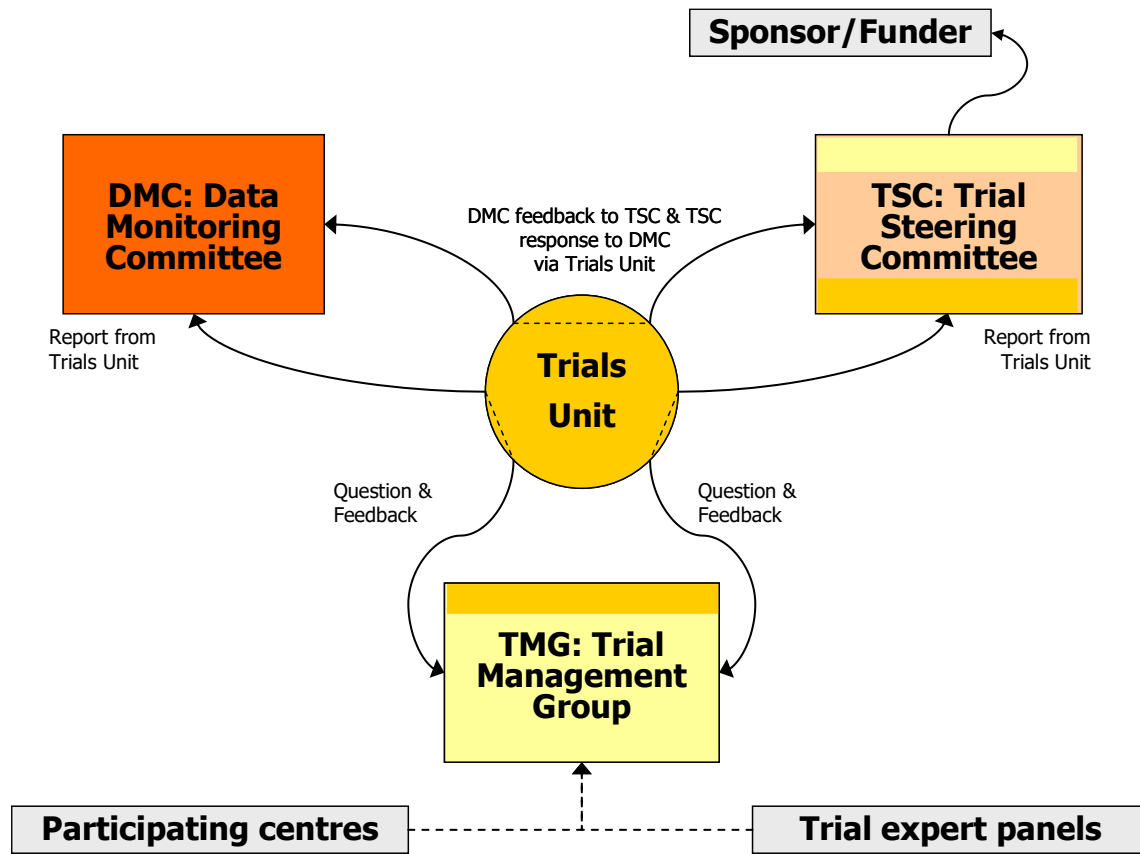 Sponsor/Funder
DMC: Data
Monitoring
Committee
DMC feedback to TSC & TSC
response to DMC
via Trials Unit
TSC: Trial
Steering
Committee
Report from
Trials Unit
Trials
Unit
Report from
Trials Unit
Question &
Feedback
Question &
Feedback
TMG: Trial
Management
Group
Participating centres
Trial expert panels